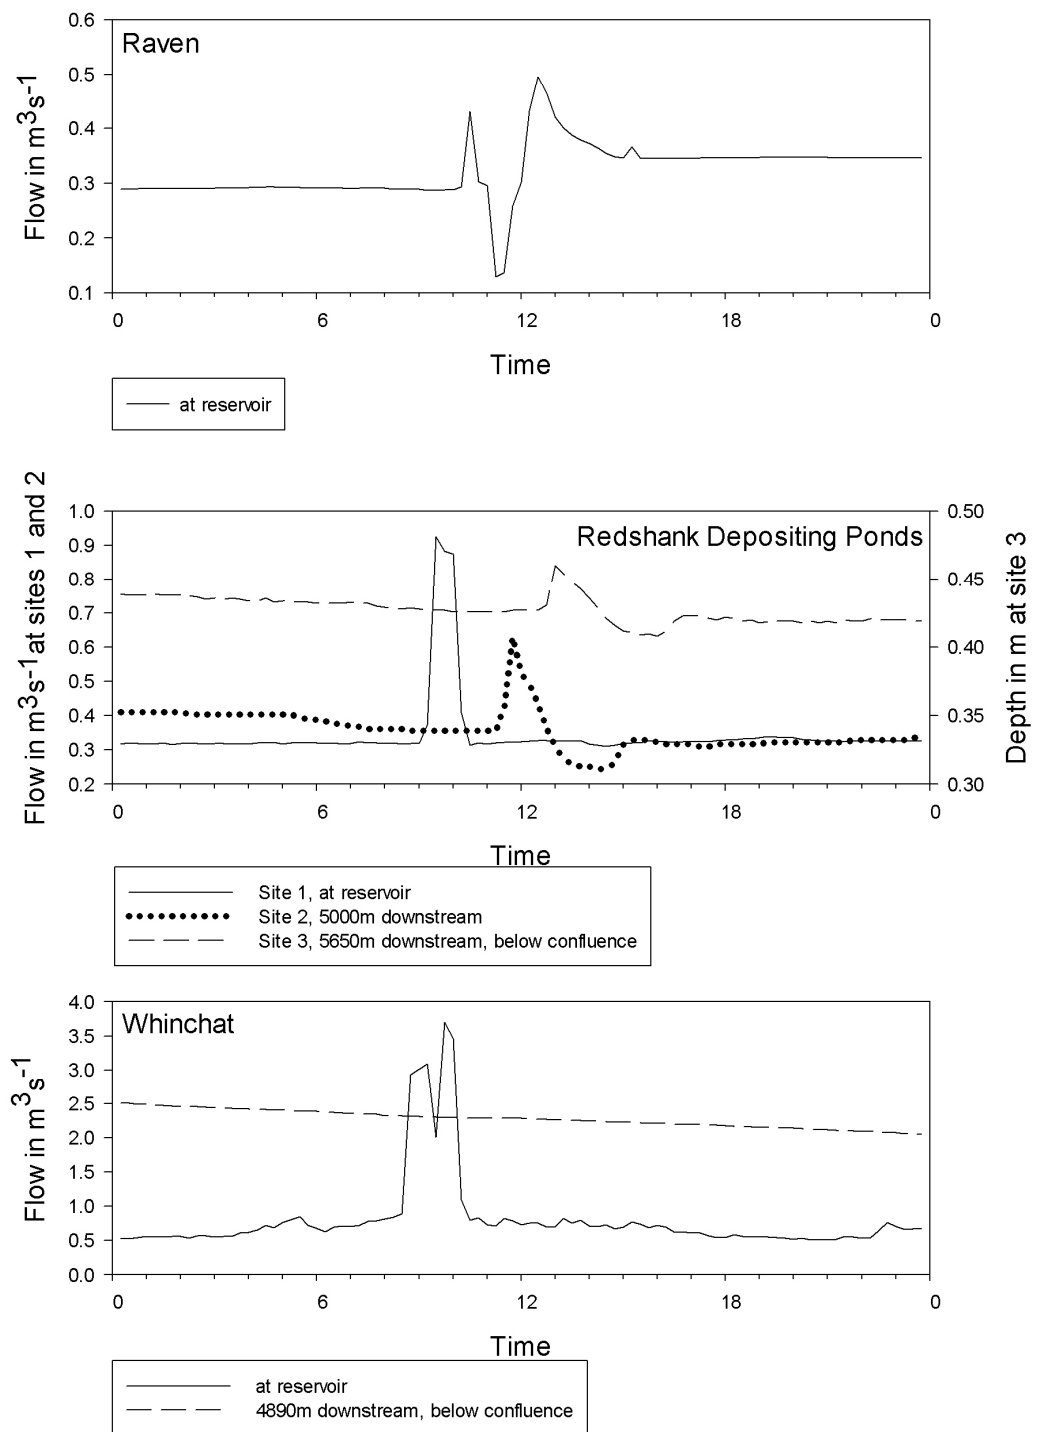 Raven
Flow in m3s-1
0.6
0.5
0.4
0.3
0.2
0.1
0 6 12 18 0
Time
at reservoir
Redshank Depositing Ponds
Flow in m3s-1at sites 1 and 2
1.0
0.9
0.8
0.7
0.6
0.5
0.4
0.3
0.2
Depth in m at site 3
0.50
0.45
0.40
0.35
0.30
0 6 12 18 0
Time
Site 1, at reservoir
Site 2, 5000m downstream
Site 3, 5650m downstream, below confluence
Whinchat
Flow in m3s-1
4.0
3.5
3.0
2.5
2.0
1.5
1.0
0.5
0.0
0 6 12 18 0
Time
at reservoir
4890m downstream, below confluence